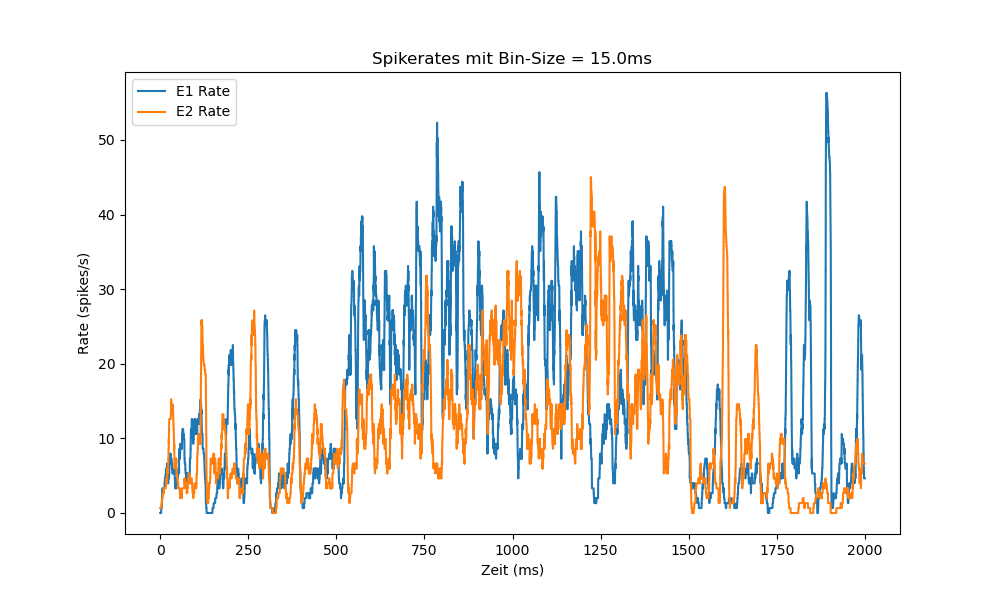 Spikerates mit Bin-Size = 15.0ms
E1 Rate
E2 Rate
Rate (spikes/s)
50
40
30
20
10
0
0 250 500 750 1000 1250 1500 1750 2000
Zeit (ms)